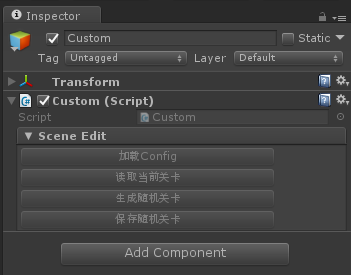 Inspector
Custom Static
Tag Untagged Layer Default
Transform
Custom (Script)
Script Custom
Scene Edit
加载Config
读取当前关卡
生成随机关卡
保存随机关卡
Add Component